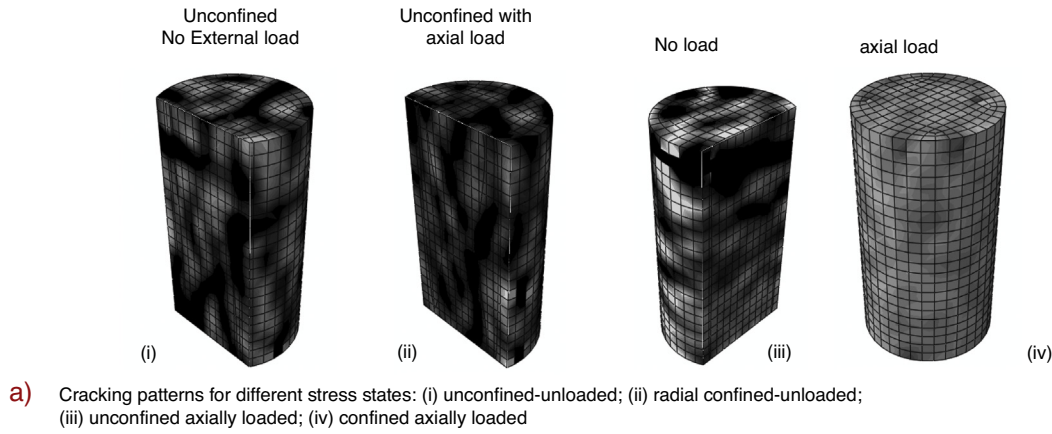 Unconfined
No External load
Unconfined with
axial load
No load
axial load
(i)
(ii)
(iii)
(iv)
a) Cracking patterns for different stress states: (i) unconfined-unloaded; (ii) radial confined-unloaded;
(iii) unconfined axially loaded; (iv) confined axially loaded